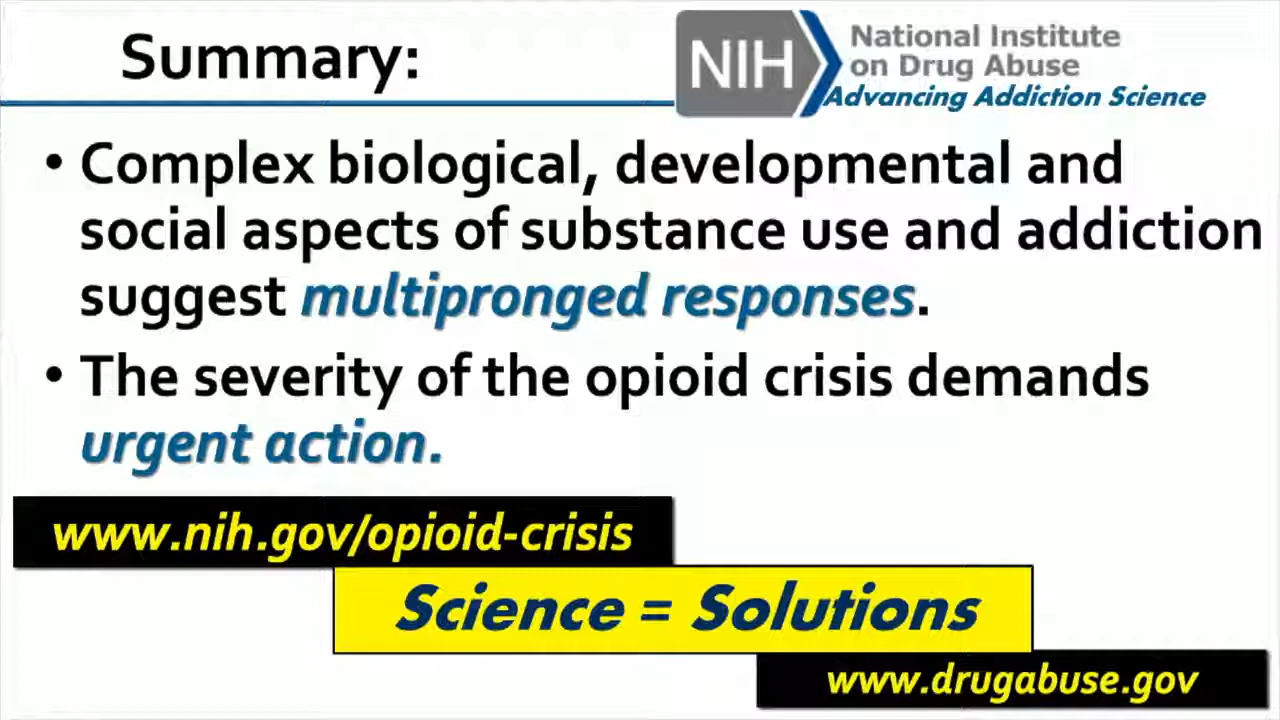 Summary:
NIH
National Institute
on Drug Abuse
Advancing Addiction Science
• Complex biological, developmental and
social aspects of substance use and addiction
suggest multipronged responses.
• The severity of the opioid crisis demands
urgent action.
www.nih.gov/opioid-crisis
Science = Solutions
www.drugabuse.gov